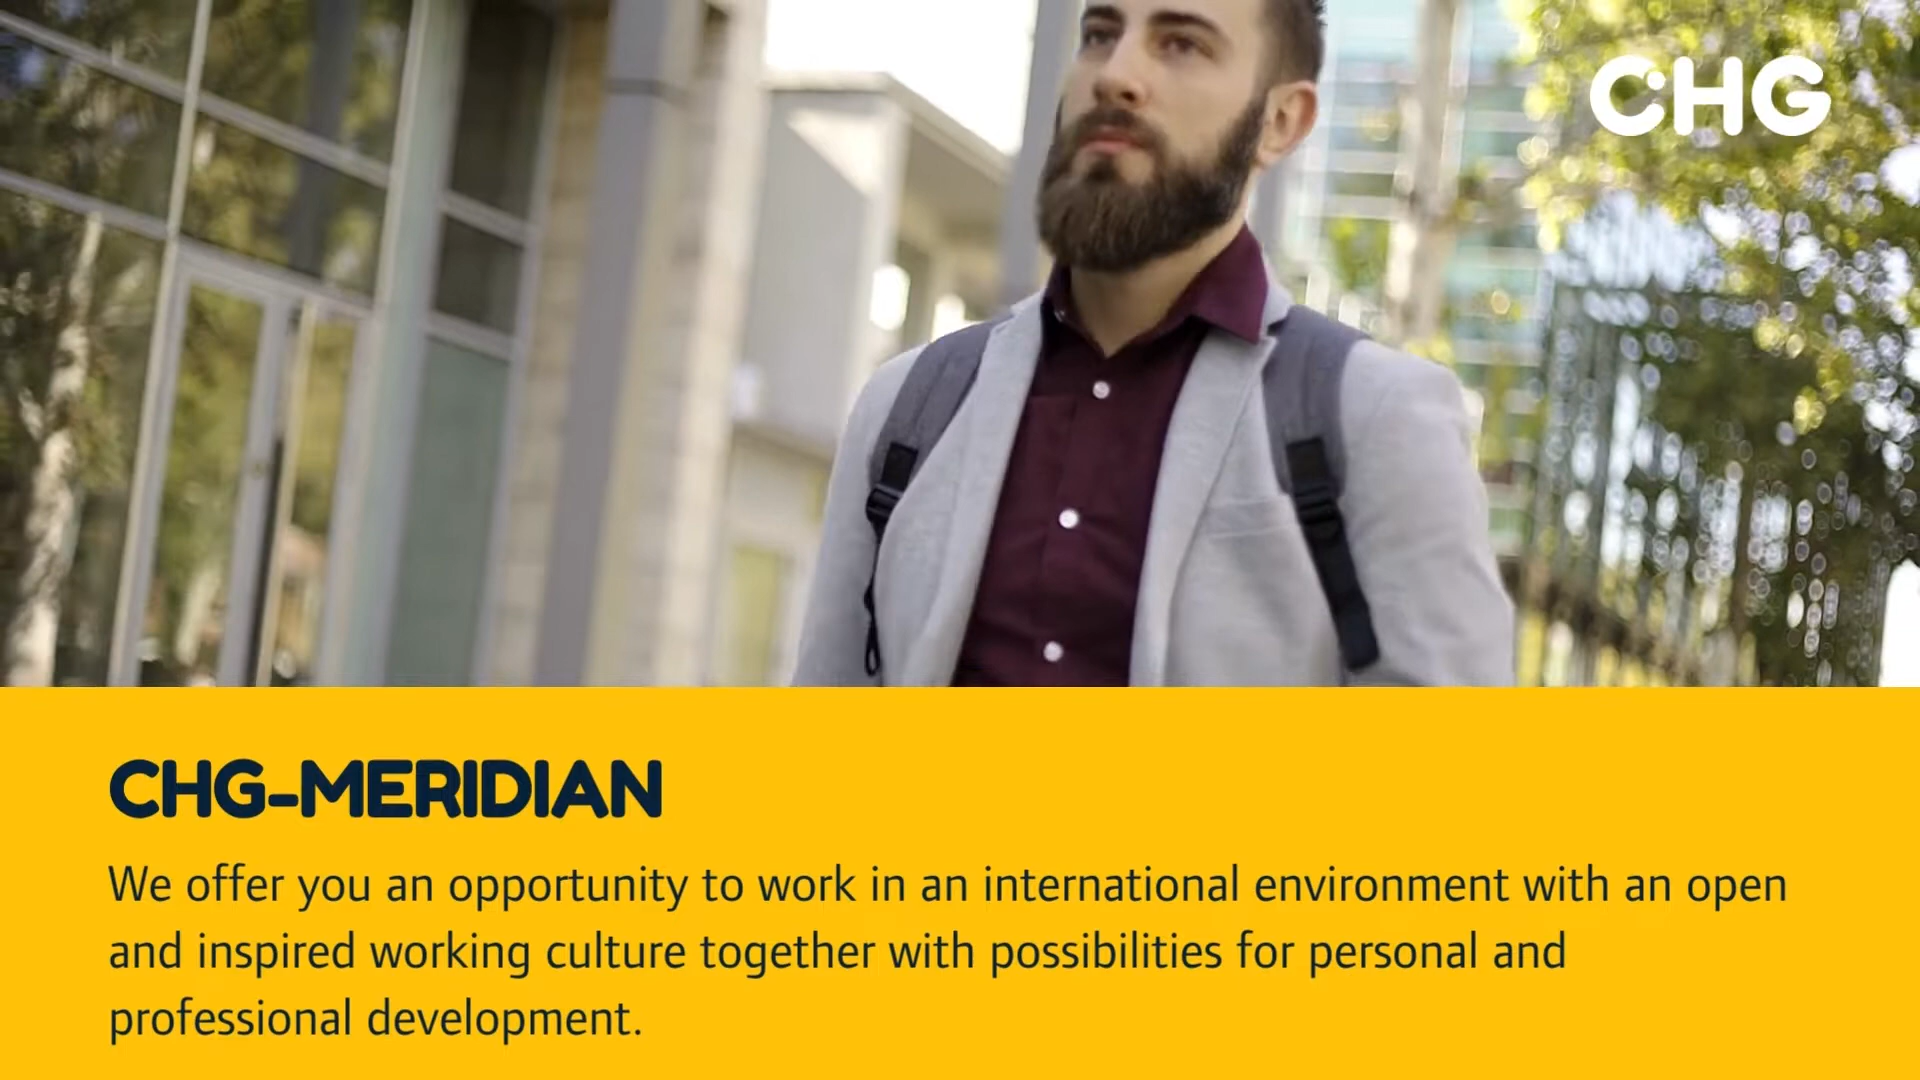 CHG
CHG-MERIDIAN
We offer you an opportunity to work in an international environment with an open
and inspired working culture together with possibilities for personal and
professional development.